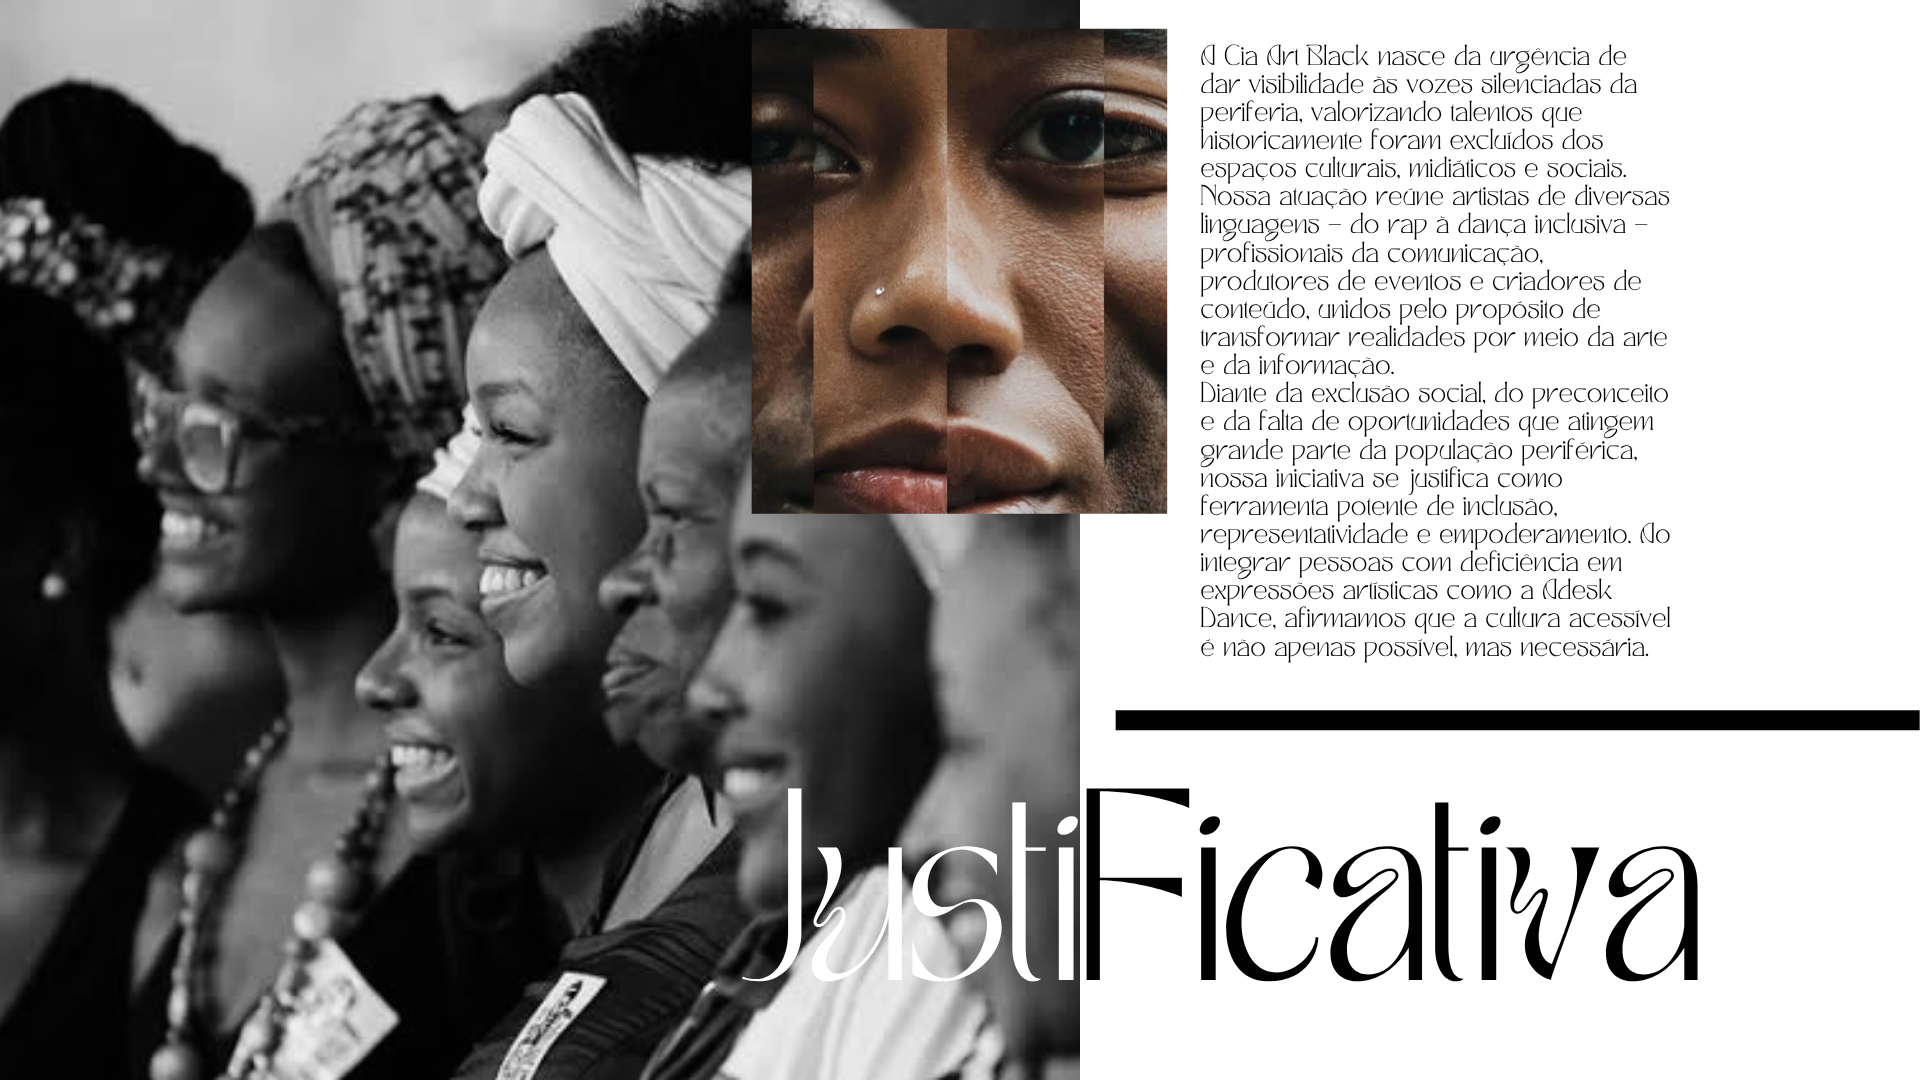 A Cia Art Black nasce da urgência de
dar visibilidade às vozes silenciadas da
periferia, valorizando talentos que
historicamente foram excluídos dos
espaços culturais, midiáticos e sociais.
Nossa atuação reúne artistas de diversas
linguagens – do rap à dança inclusiva –
profissionais da comunicação,
produtores de eventos e criadores de
conteúdo, unidos pelo propósito de
transformar realidades por meio da arte
e da informação.
Diante da exclusão social, do preconceito
e da falta de oportunidades que atingem
grande parte da população periférica,
nossa iniciativa se justifica como
ferramenta potente de inclusão,
representatividade e empoderamento. Ao
integrar pessoas com deficiência em
expressões artísticas como a Adesk
Dance, afirmamos que a cultura acessível
é não apenas possível, mas necessária.
JustiFicativa